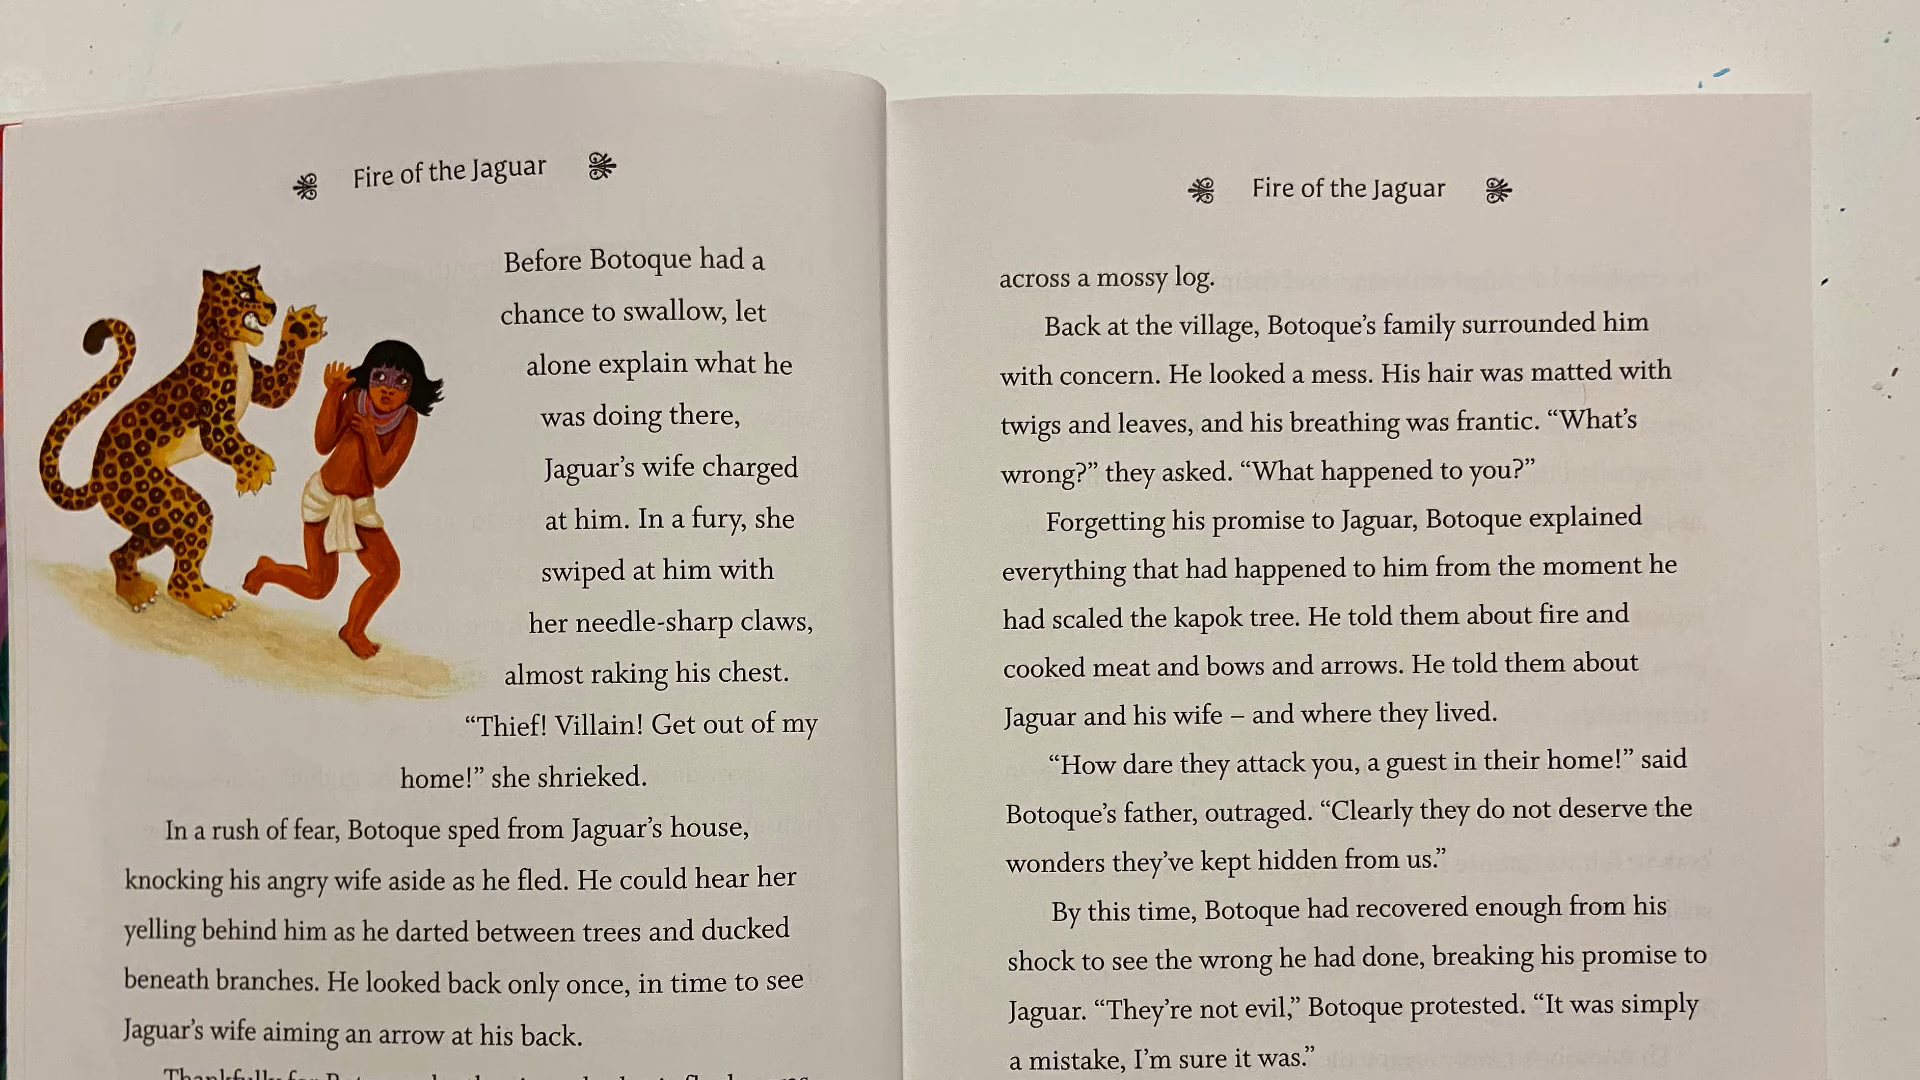 Fire of the Jaguar
Before Botoque had a
chance to swallow, let
alone explain what he
was doing there,
Jaguar’s wife charged
at him. In a fury, she
swiped at him with
her needle-sharp claws,
almost raking his chest.
“Thief! Villain! Get out of my
home!” she shrieked.
In a rush of fear, Botoque sped from Jaguar’s house,
knocking his angry wife aside as he fled. He could hear her
yelling behind him as he darted between trees and ducked
beneath branches. He looked back only once, in time to see
Jaguar’s wife aiming an arrow at his back.
Thankfully for
Fire of the Jaguar
across a mossy log.
Back at the village, Botoque’s family surrounded him
with concern. He looked a mess. His hair was matted with
twigs and leaves, and his breathing was frantic. “What’s
wrong?” they asked. “What happened to you?”
Forgetting his promise to Jaguar, Botoque explained
everything that had happened to him from the moment he
had scaled the kapok tree. He told them about fire and
cooked meat and bows and arrows. He told them about
Jaguar and his wife – and where they lived.
“How dare they attack you, a guest in their home!” said
Botoque’s father, outraged. “Clearly they do not deserve the
wonders they’ve kept hidden from us.”
By this time, Botoque had recovered enough from his
shock to see the wrong he had done, breaking his promise to
Jaguar. “They’re not evil,” Botoque protested. “It was simply
a mistake, I’m sure it was.”